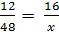 12/48 = 16/x